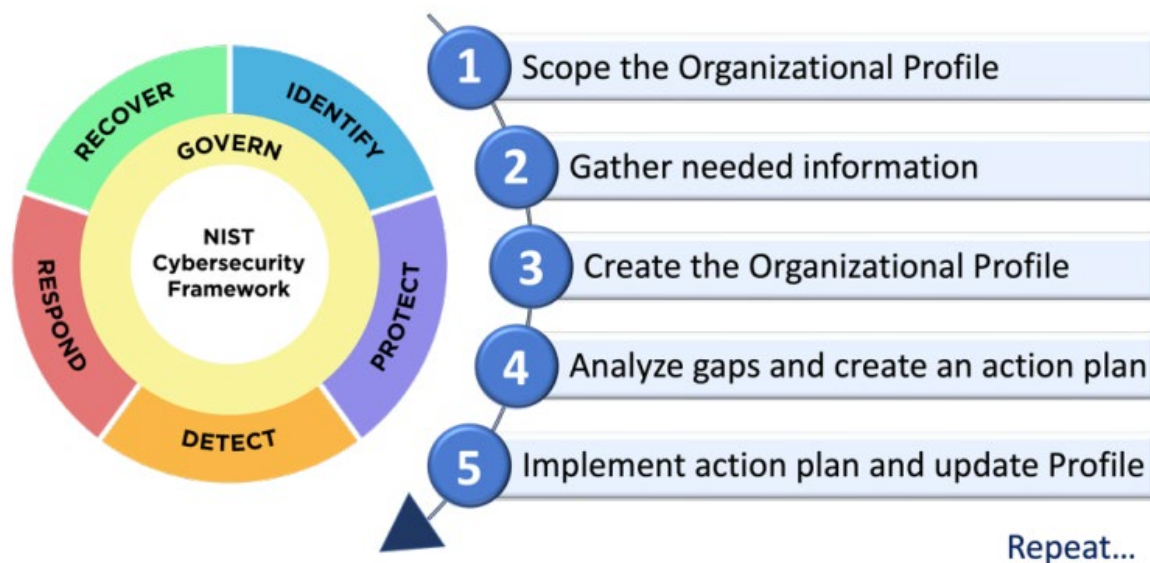 RECOVER
IDENTIFY
GOVERN
NIST
Cybersecurity
Framework
RESPOND
PROTECT
DETECT
1 Scope the Organizational Profile
2 Gather needed information
3 Create the Organizational Profile
4 Analyze gaps and create an action plan
5 Implement action plan and update Profile
Repeat...